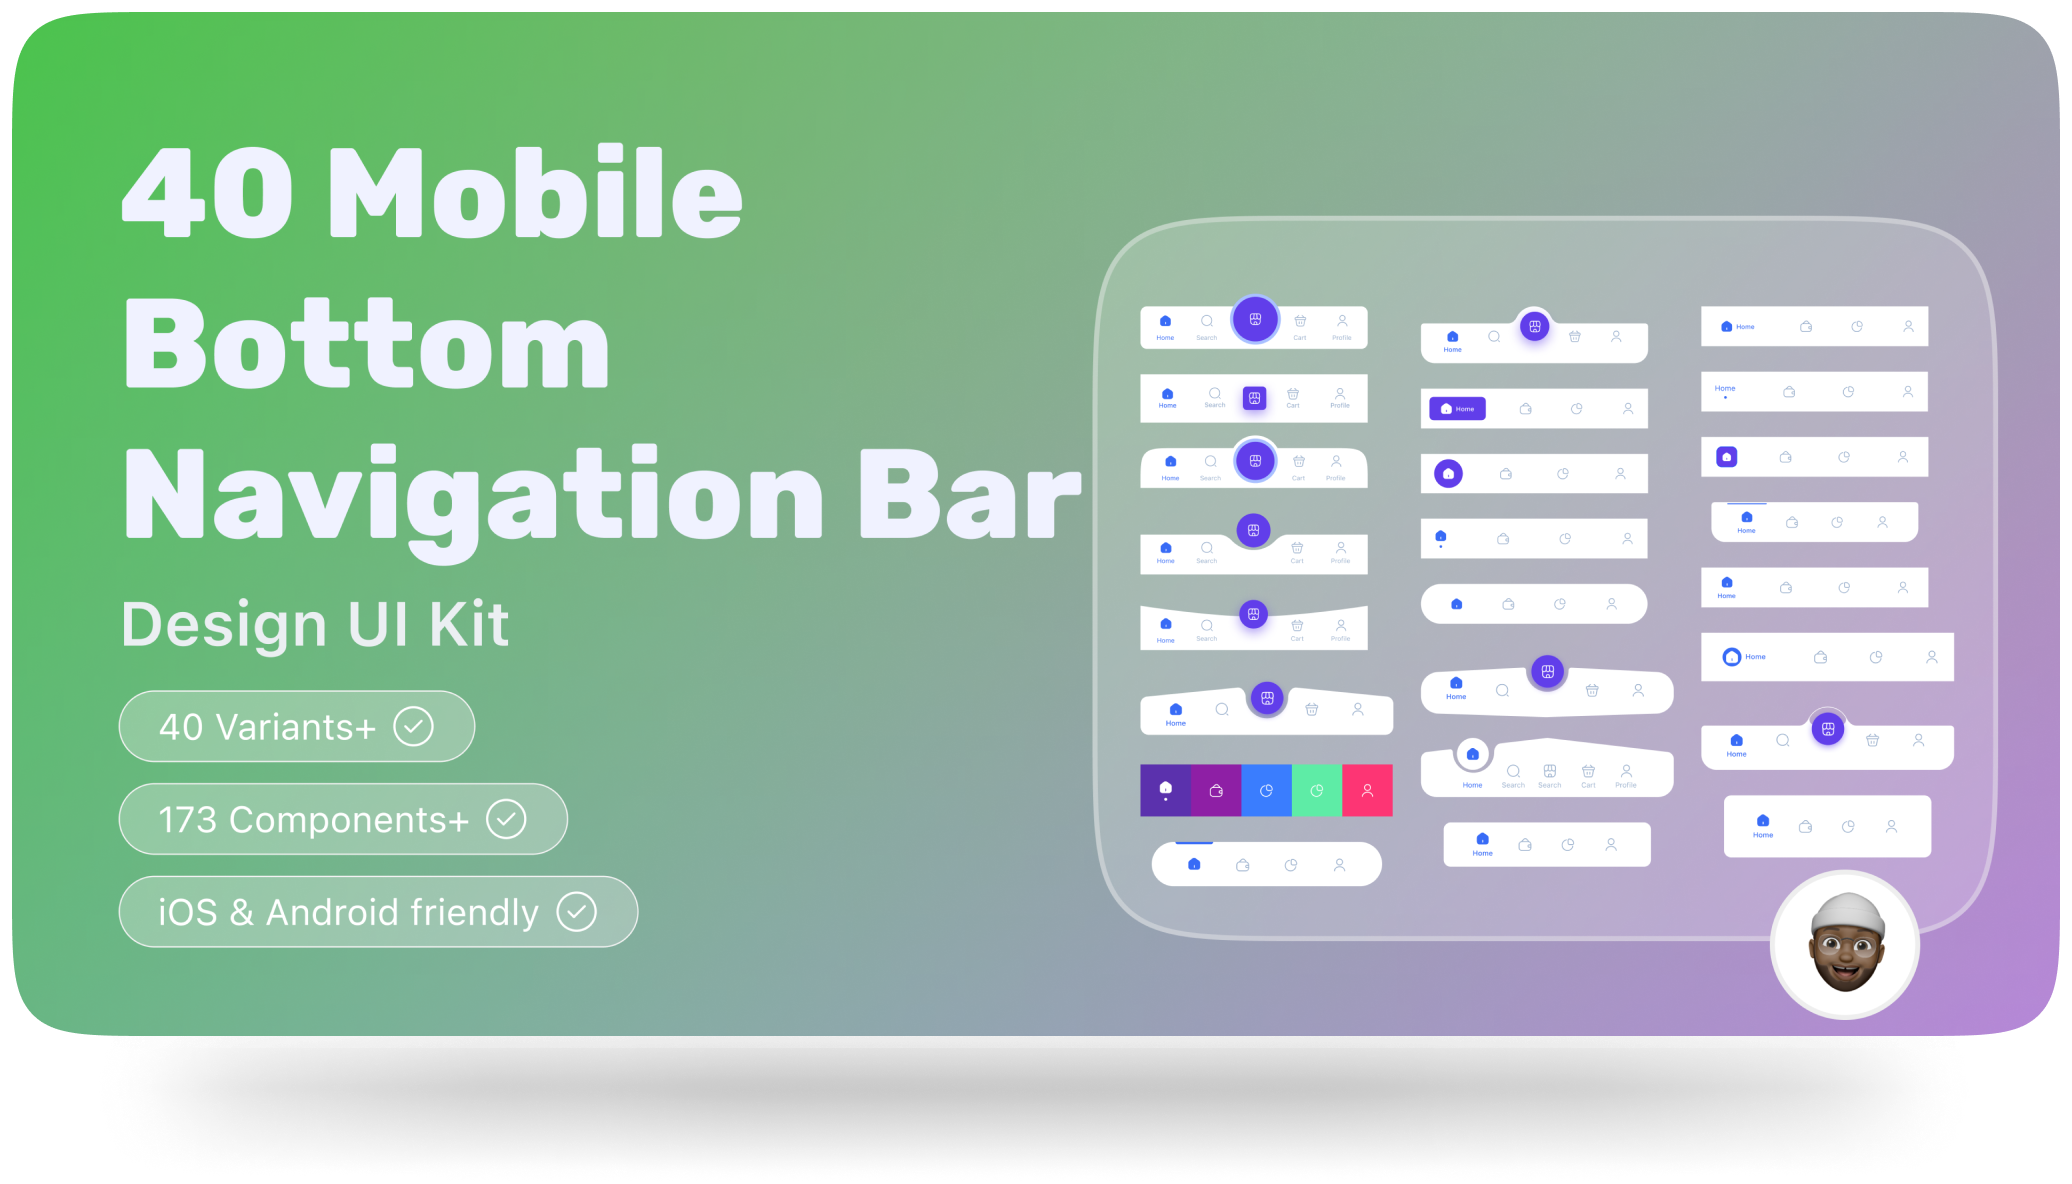 40 Mobile
Bottom
Navigation Bar
Design UI Kit
40 Variants+
173 Components+
iOS & Android friendly
Home Search Cart Profile
Home Search Cart Profile
Home Search Cart Profile
Home Search Cart Profile
Home Search Cart Profile
Home
Home
Home
Home
Home Search Search Cart Profile
Home
Home
Home
Home
Home
Home
Home
Home